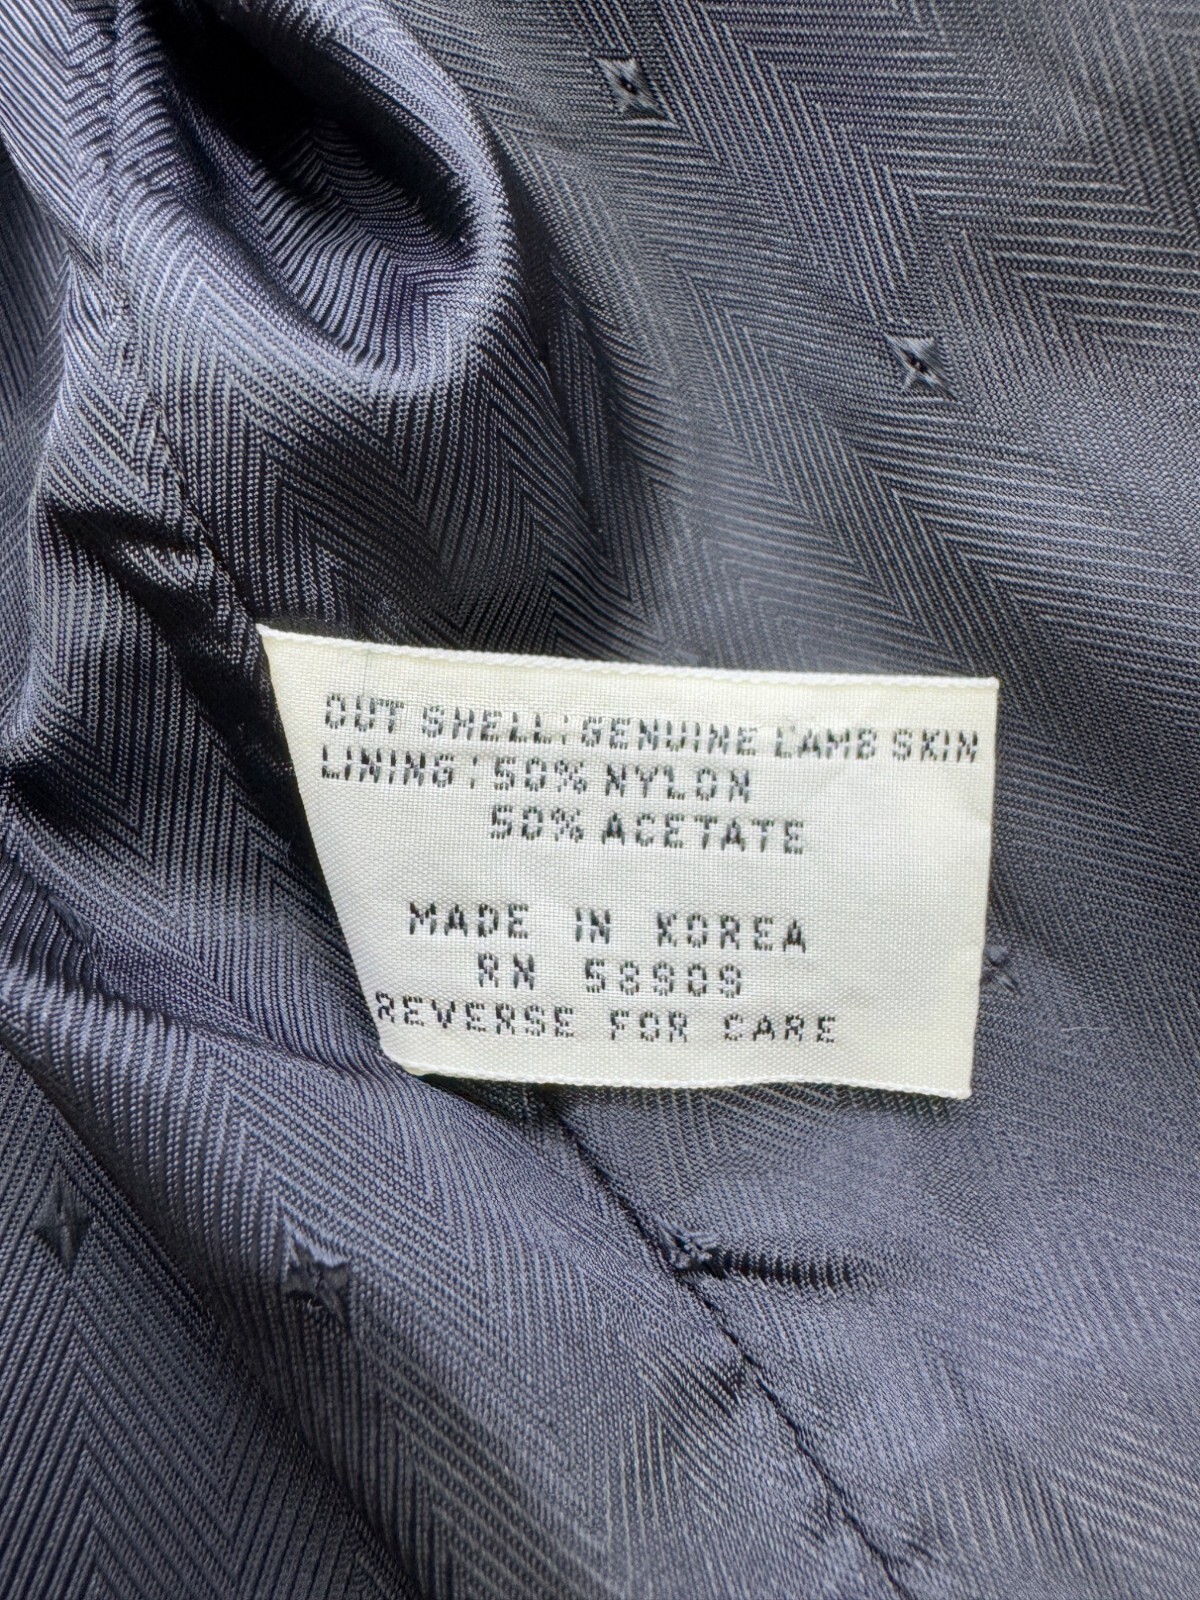 OUT SHELL: GENUINE LAMB SKIN
LINING: 50% NYLON
50% ACETATE
MADE IN KOREA
RN 58909
REVERSE FOR CARE